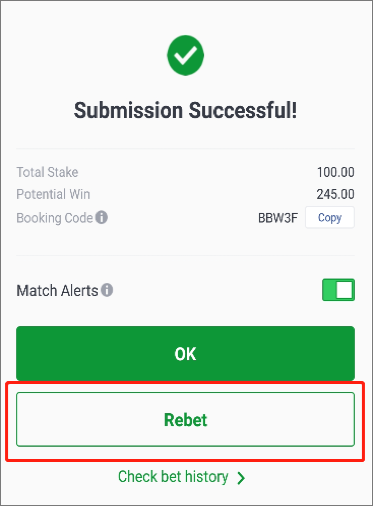 Submission Successful!
Total Stake 100.00
Potential Win 245.00
Booking Code BBW3F Copy
Match Alerts
OK
Rebet
Check bet history